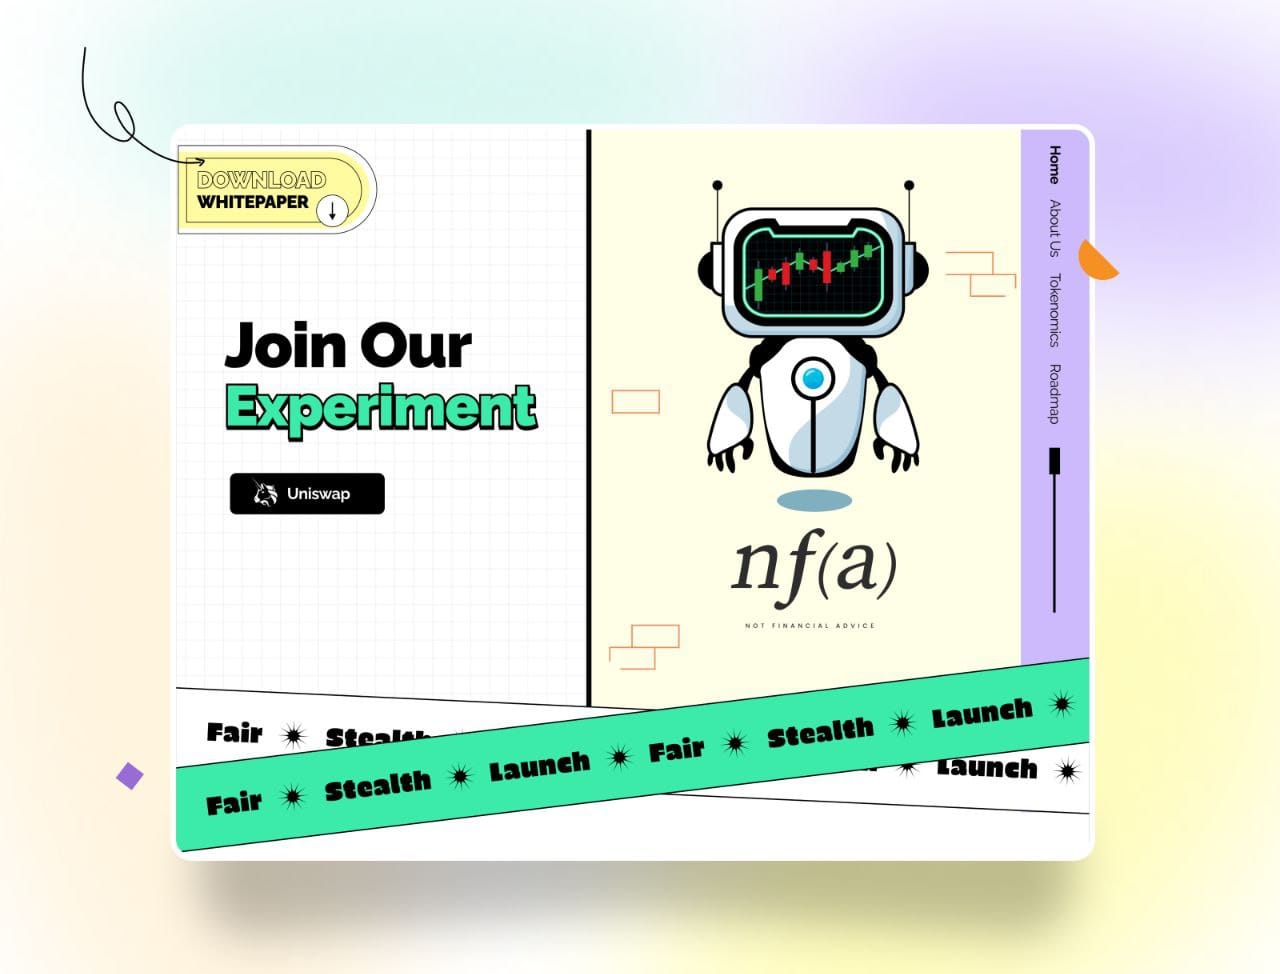 DOWNLOAD
WHITEPAPER
Join Our
Experiment
Uniswap
nf(a)
NOT FINANCIAL ADVICE
Home About Us Tokenomics Roadmap
Fair Stealth
Launch
Fair Stealth Launch Fair Stealth Launch